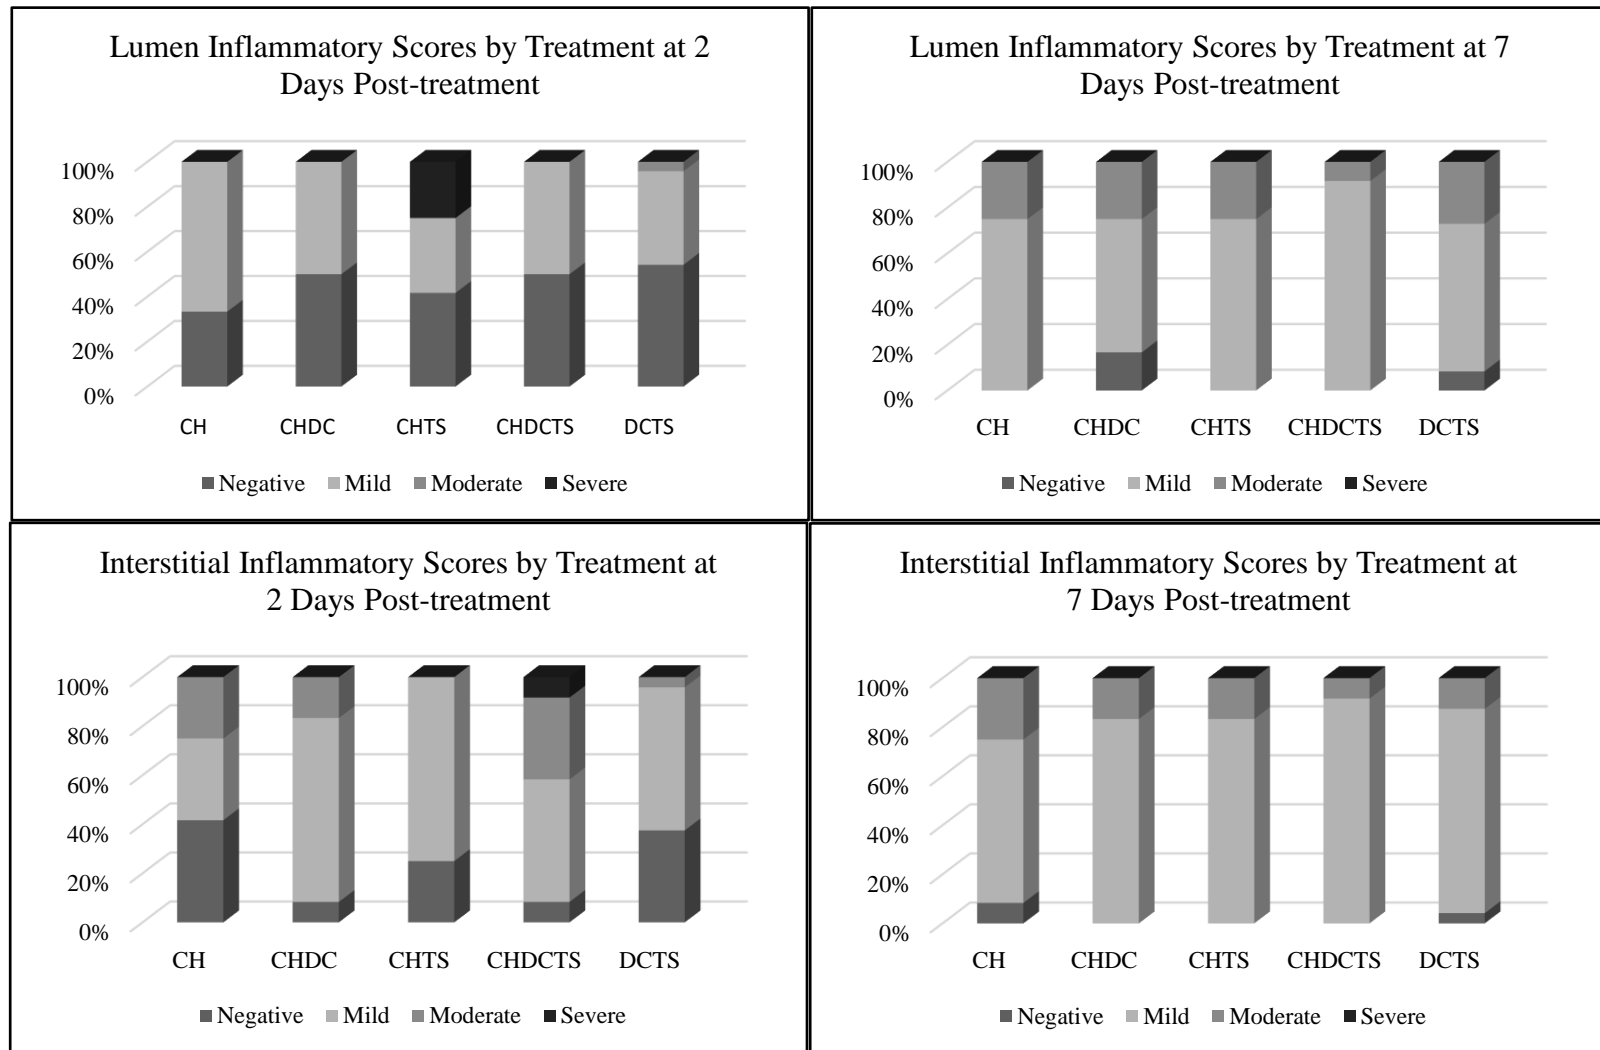 Lumen Inflammatory Scores by Treatment at 2
Days Post-treatment
100%
80%
60%
40%
20%
0%
CH CHDC CHTS CHDCTS DCTS
Negative Mild Moderate Severe
Lumen Inflammatory Scores by Treatment at 7
Days Post-treatment
100%
80%
60%
40%
20%
0%
CH CHDC CHTS CHDCTS DCTS
Negative Mild Moderate Severe
Interstitial Inflammatory Scores by Treatment at
2 Days Post-treatment
100%
80%
60%
40%
20%
0%
CH CHDC CHTS CHDCTS DCTS
Negative Mild Moderate Severe
Interstitial Inflammatory Scores by Treatment at
7 Days Post-treatment
100%
80%
60%
40%
20%
0%
CH CHDC CHTS CHDCTS DCTS
Negative Mild Moderate Severe